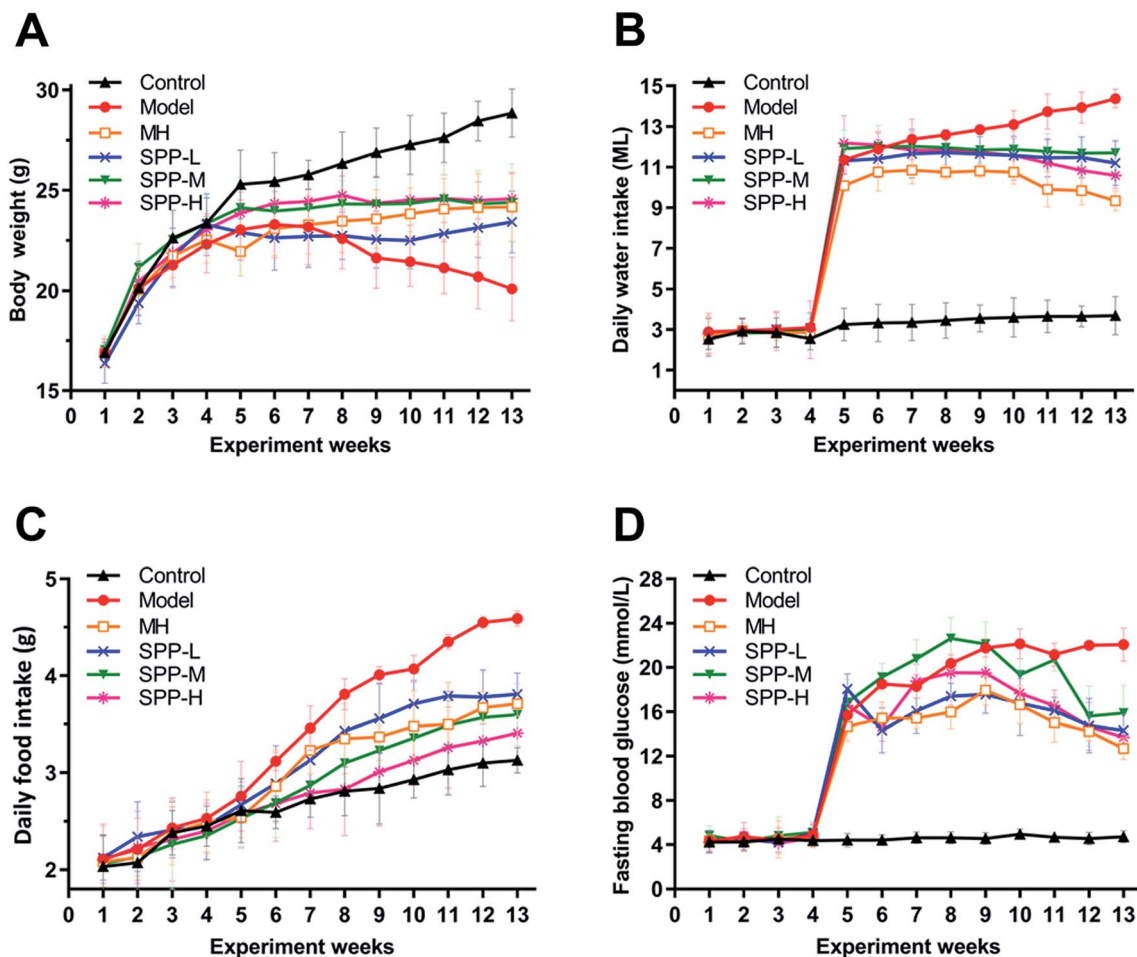 A
Body weight (g)
30
25
20
15
Control
Model
MH
SPP-L
SPP-M
SPP-H
0 1 2 3 4 5 6 7 8 9 10 11 12 13
Experiment weeks
B
Daily water intake (ML)
15
13
11
9
7
5
3
1
Control
Model
MH
SPP-L
SPP-M
SPP-H
0 1 2 3 4 5 6 7 8 9 10 11 12 13
Experiment weeks
C
Daily food intake (g)
5
4
3
2
Control
Model
MH
SPP-L
SPP-M
SPP-H
0 1 2 3 4 5 6 7 8 9 10 11 12 13
Experiment weeks
D
Fasting blood glucose (mmol/L)
28
24
20
16
12
8
4
0
Control
Model
MH
SPP-L
SPP-M
SPP-H
0 1 2 3 4 5 6 7 8 9 10 11 12 13
Experiment weeks